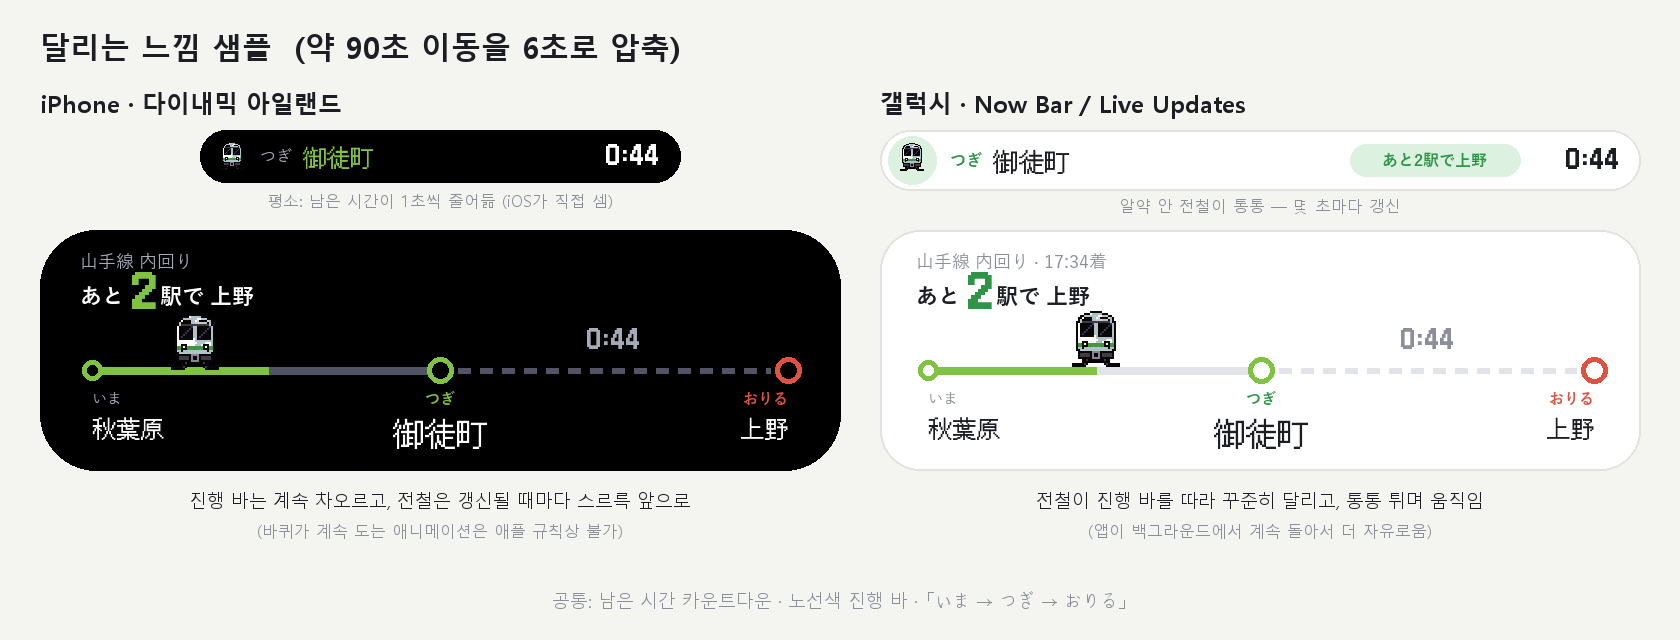 달리는 느낌 샘플 (약 90초 이동을 6초로 압축)
iPhone · 다이내믹 아일랜드
つぎ 御徒町 0:44
평소: 남은 시간이 1초씩 줄어듦 (iOS가 직접 셈)
山手線 内回り
あと 2 駅で 上野
0:44
いま つぎ おりる
秋葉原 御徒町 上野
진행 바는 계속 차오르고, 전철은 갱신될 때마다 스르륵 앞으로
(바퀴가 계속 도는 애니메이션은 애플 규칙상 불가)
갤럭시 · Now Bar / Live Updates
つぎ 御徒町 あと2駅で上野 0:44
알약 안 전철이 통통 — 몇 초마다 갱신
山手線 内回り · 17:34着
あと 2 駅で 上野
0:44
いま つぎ おりる
秋葉原 御徒町 上野
전철이 진행 바를 따라 꾸준히 달리고, 통통 튀며 움직임
(앱이 백그라운드에서 계속 돌아서 더 자유로움)
공통: 남은 시간 카운트다운 · 노선색 진행 바 · 「いま → つぎ → おりる」